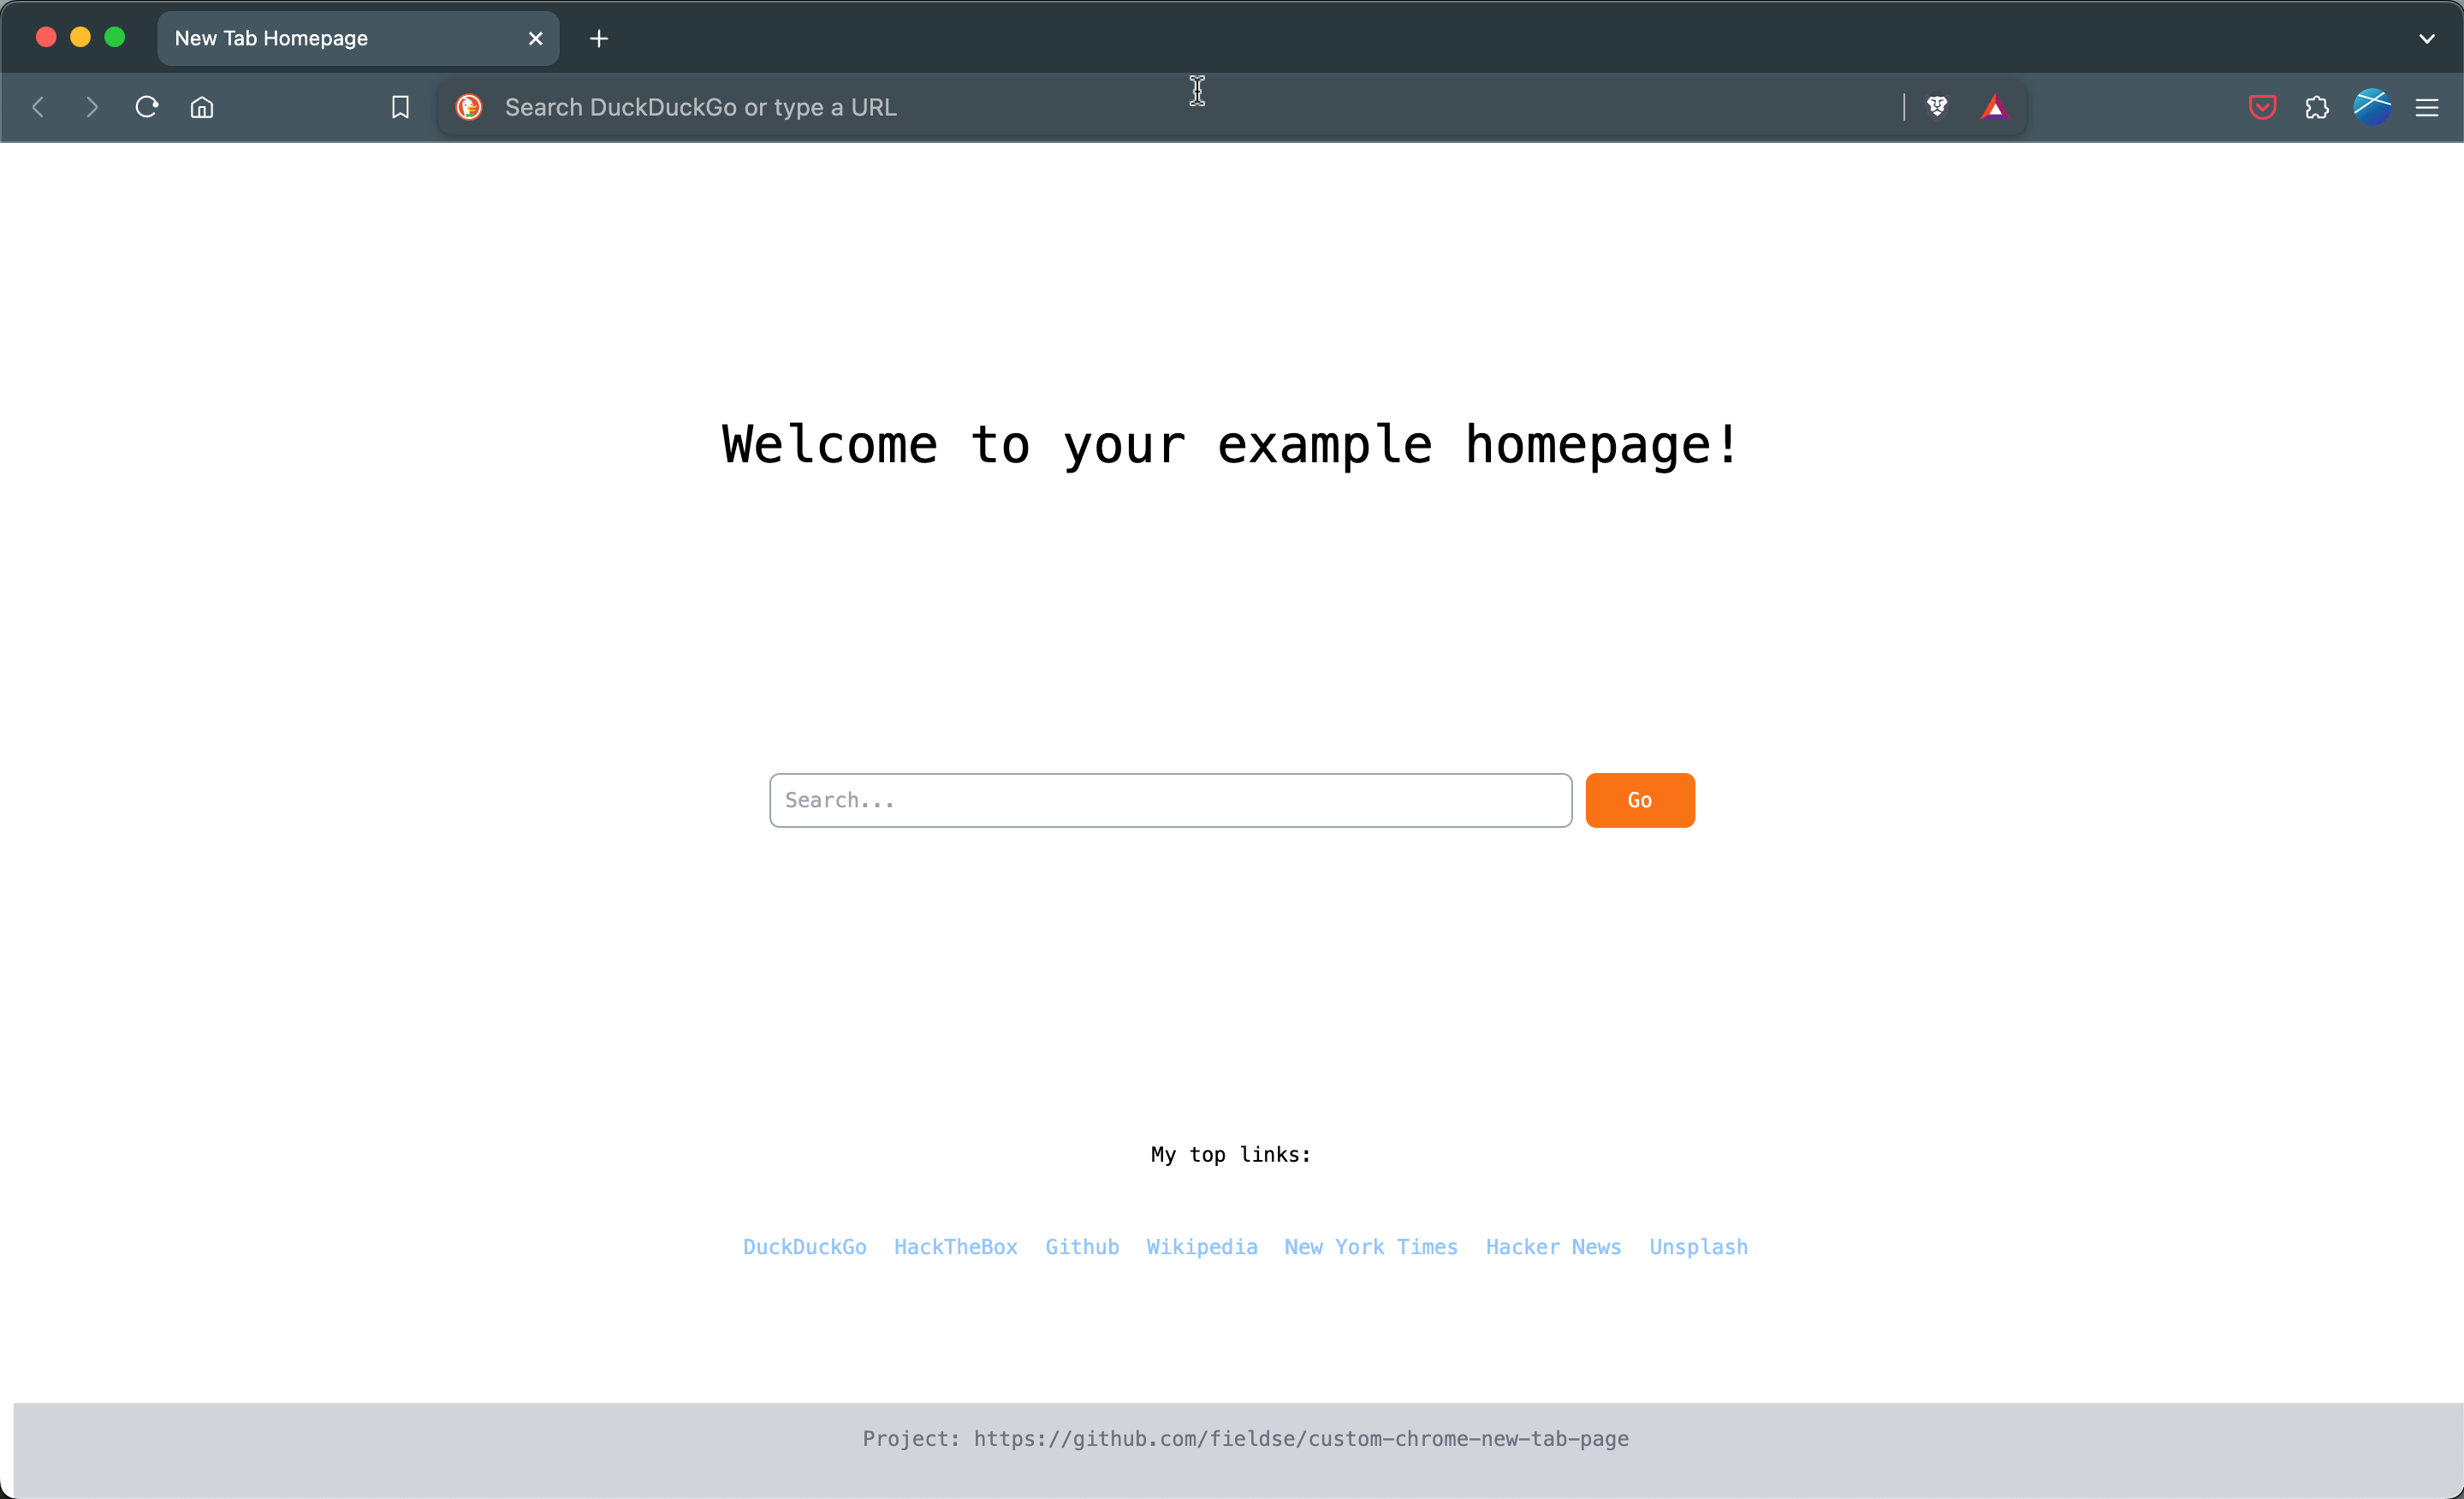 New Tab Homepage
Search DuckDuckGo or type a URL
Welcome to your example homepage!
Search...
Go
My top links:
DuckDuckGo HackTheBox Github Wikipedia New York Times Hacker News Unsplash
Project: https://github.com/fieldse/custom-chrome-new-tab-page